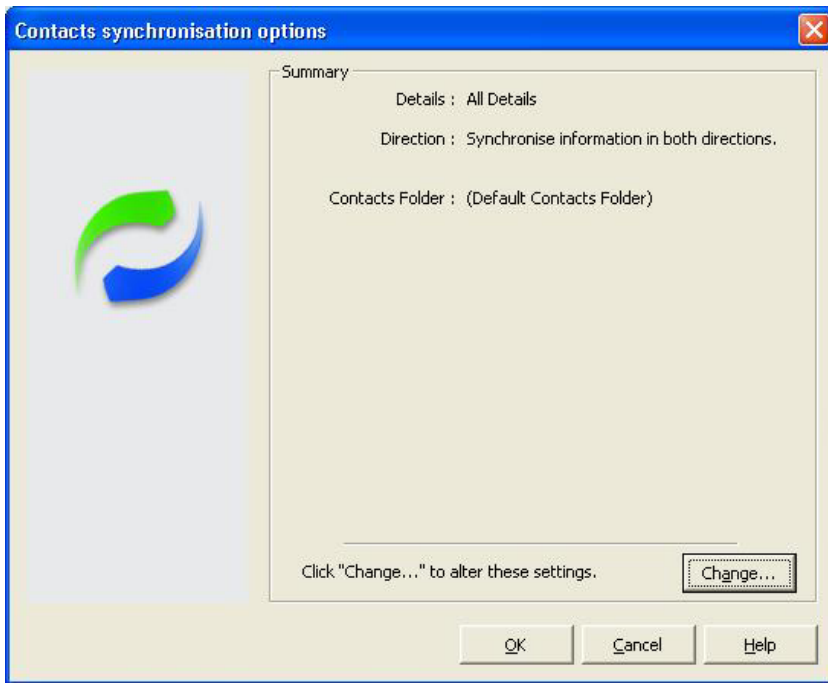 Contacts synchronisation options
Summary
Details : All Details
Direction : Synchronise information in both directions.
Contacts Folder : (Default Contacts Folder)
Click "Change..." to alter these settings.
Change...
OK Cancel Help